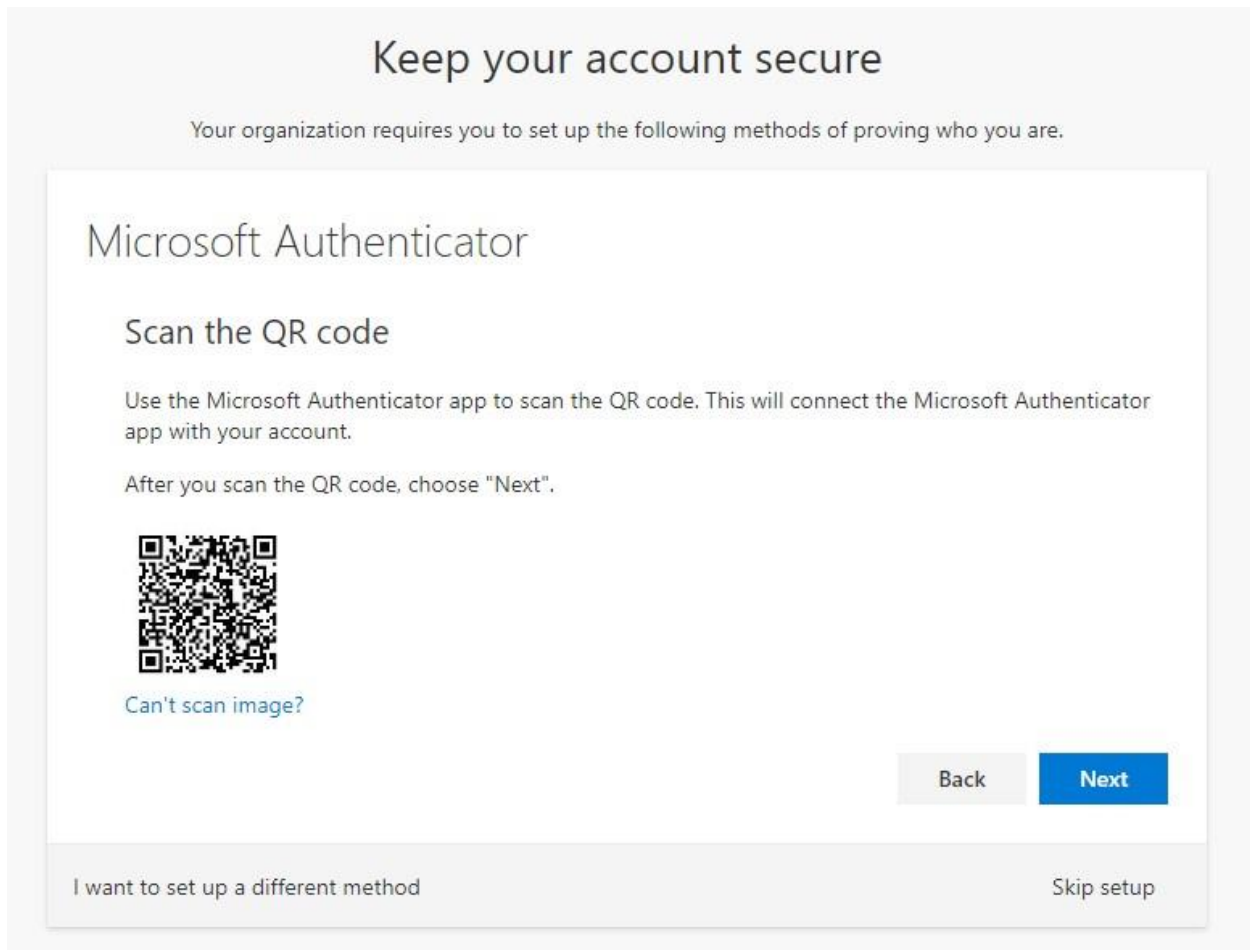 Keep your account secure
Your organization requires you to set up the following methods of proving who you are.
Microsoft Authenticator
Scan the QR code
Use the Microsoft Authenticator app to scan the QR code. This will connect the Microsoft Authenticator
app with your account.
After you scan the QR code, choose "Next".
Can't scan image?
Back Next
I want to set up a different method Skip setup